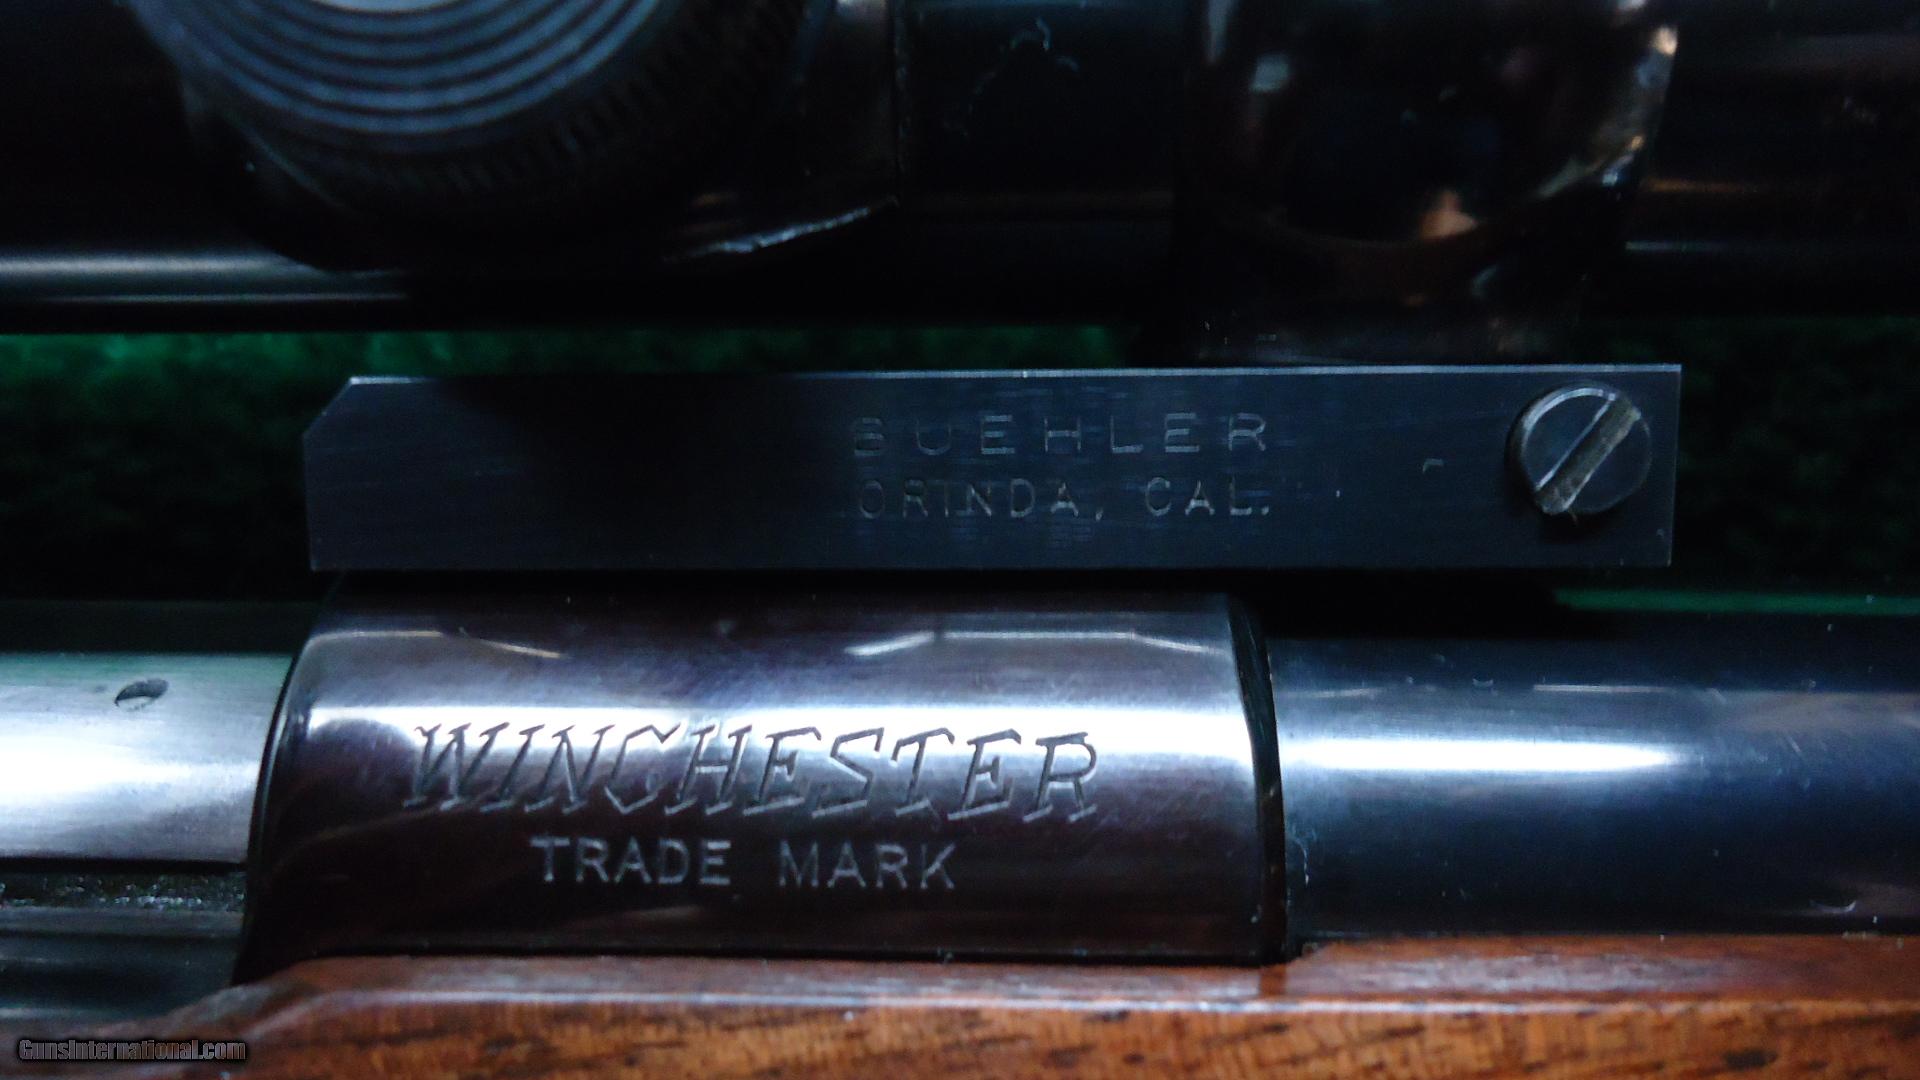 BUEHLER
ORINDA, CAL.
WINCHESTER
TRADE MARK
GunsInternational.com